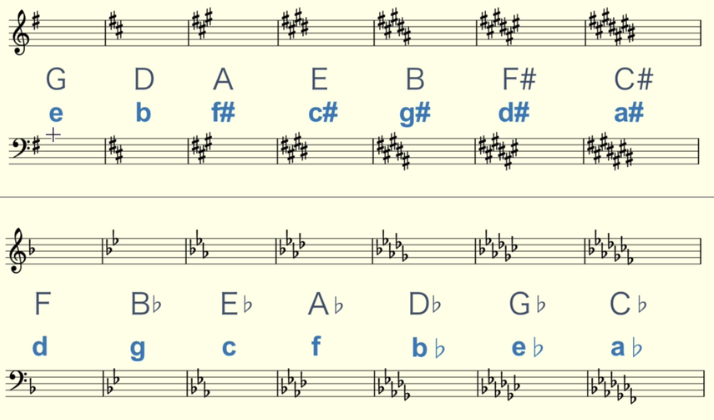 G D A E B F# C#
e b f# c# g# d# a#
F B♭ E♭ A♭ D♭ G♭ C♭
d g c f b♭ e♭ a♭